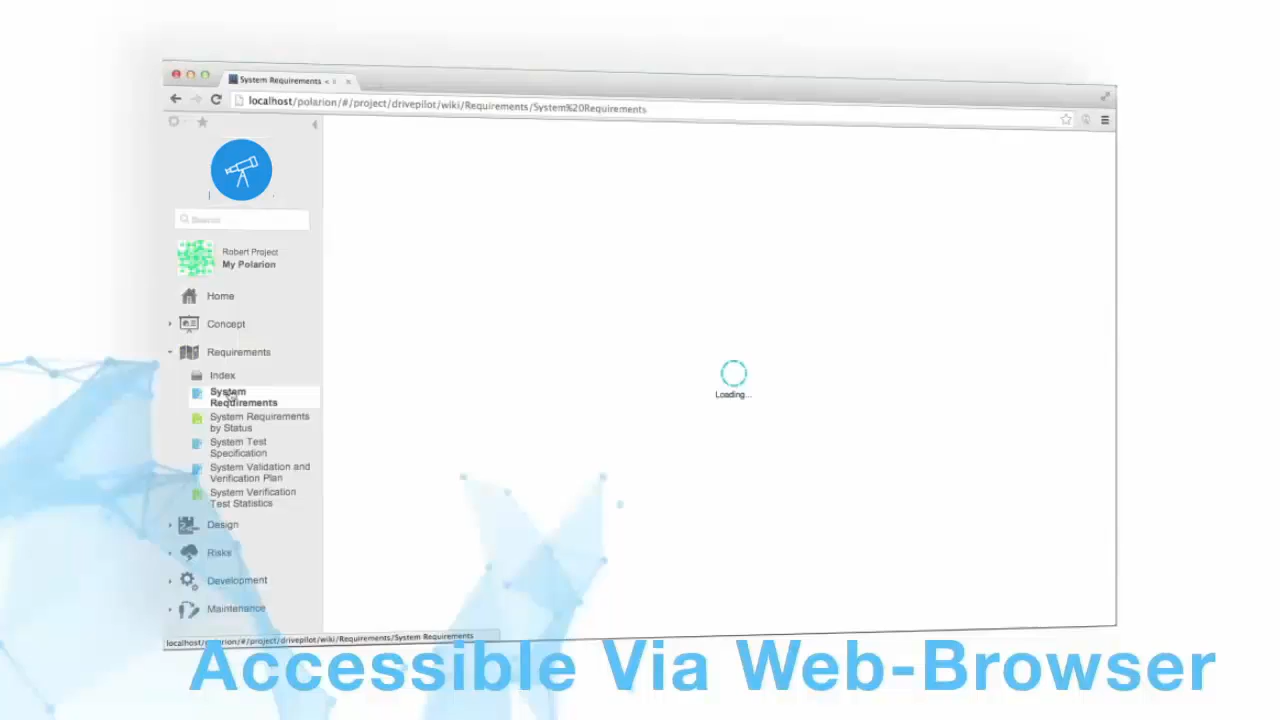 System Requirements <
localhost/polarion/#/project/drivepilot/wiki/Requirements/System%20Requirements
Search
Robert Project
My Polarion
Home
Concept
Requirements
Index
System
Requirements
System Requirements
by Status
System Test
Specification
System Validation and
Verification Plan
System Verification
Test Statistics
Design
Risks
Development
Maintenance
Loading...
localhost/polarion/#/project/drivepilot/wiki/Requirements/System Requirements
Accessible Via Web-Browser